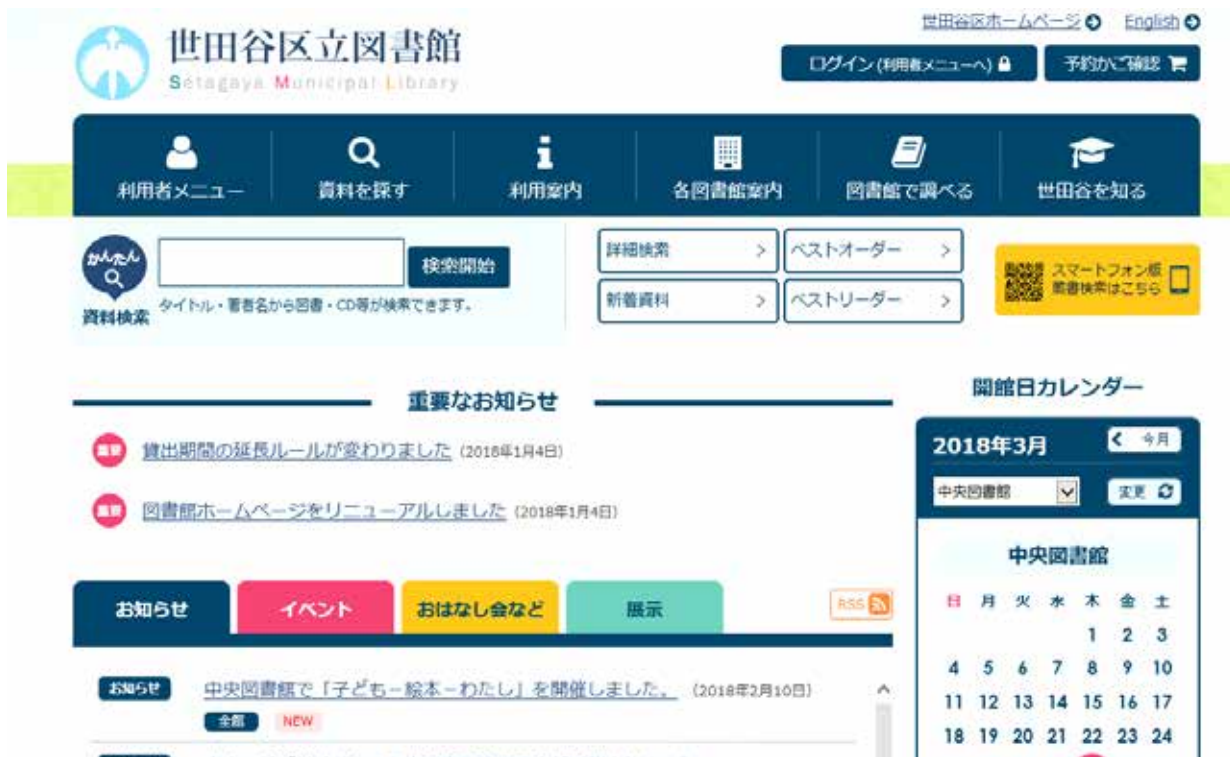 世田谷区ホームページ
English
世田谷区立図書館
Setagaya Municipal Library
ログイン(利用者メニューへ)
予約かご確認
利用者メニュー
資料を探す
利用案内
各図書館案内
図書館で調べる
世田谷を知る
かんたん
資料検索
検索開始
タイトル・著者名から図書・CD等が検索できます。
詳細検索 >
ベストオーダー >
新着資料 >
ベストリーダー >
スマートフォン版
蔵書検索はこちら
重要なお知らせ
重要 貸出期間の延長ルールが変わりました (2018年1月4日)
重要 図書館ホームページをリニューアルしました (2018年1月4日)
お知らせ
イベント
おはなし会など
展示
RSS
お知らせ 中央図書館で「子ども－絵本－わたし」を開催しました。 (2018年2月10日)
全館 NEW
開館日カレンダー
2018年3月
今月
中央図書館
変更
中央図書館
日 月 火 水 木 金 土
1 2 3
4 5 6 7 8 9 10
11 12 13 14 15 16 17
18 19 20 21 22 23 24